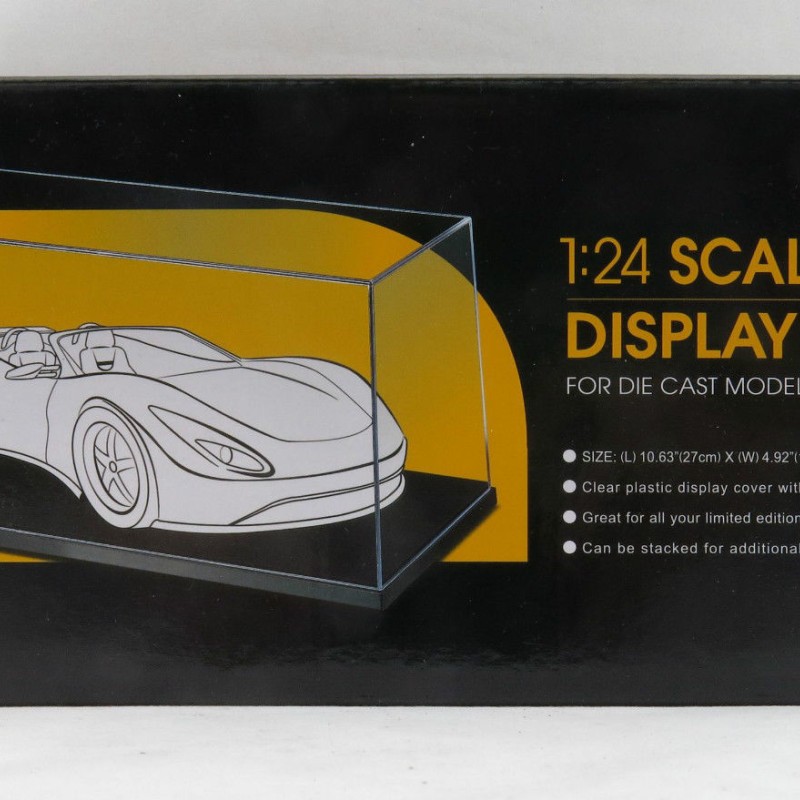 1:24 SCAL
DISPLAY
FOR DIE CAST MODEL
SIZE: (L) 10.63"(27cm) X (W) 4.92"(
Clear plastic display cover with
Great for all your limited edition
Can be stacked for additional